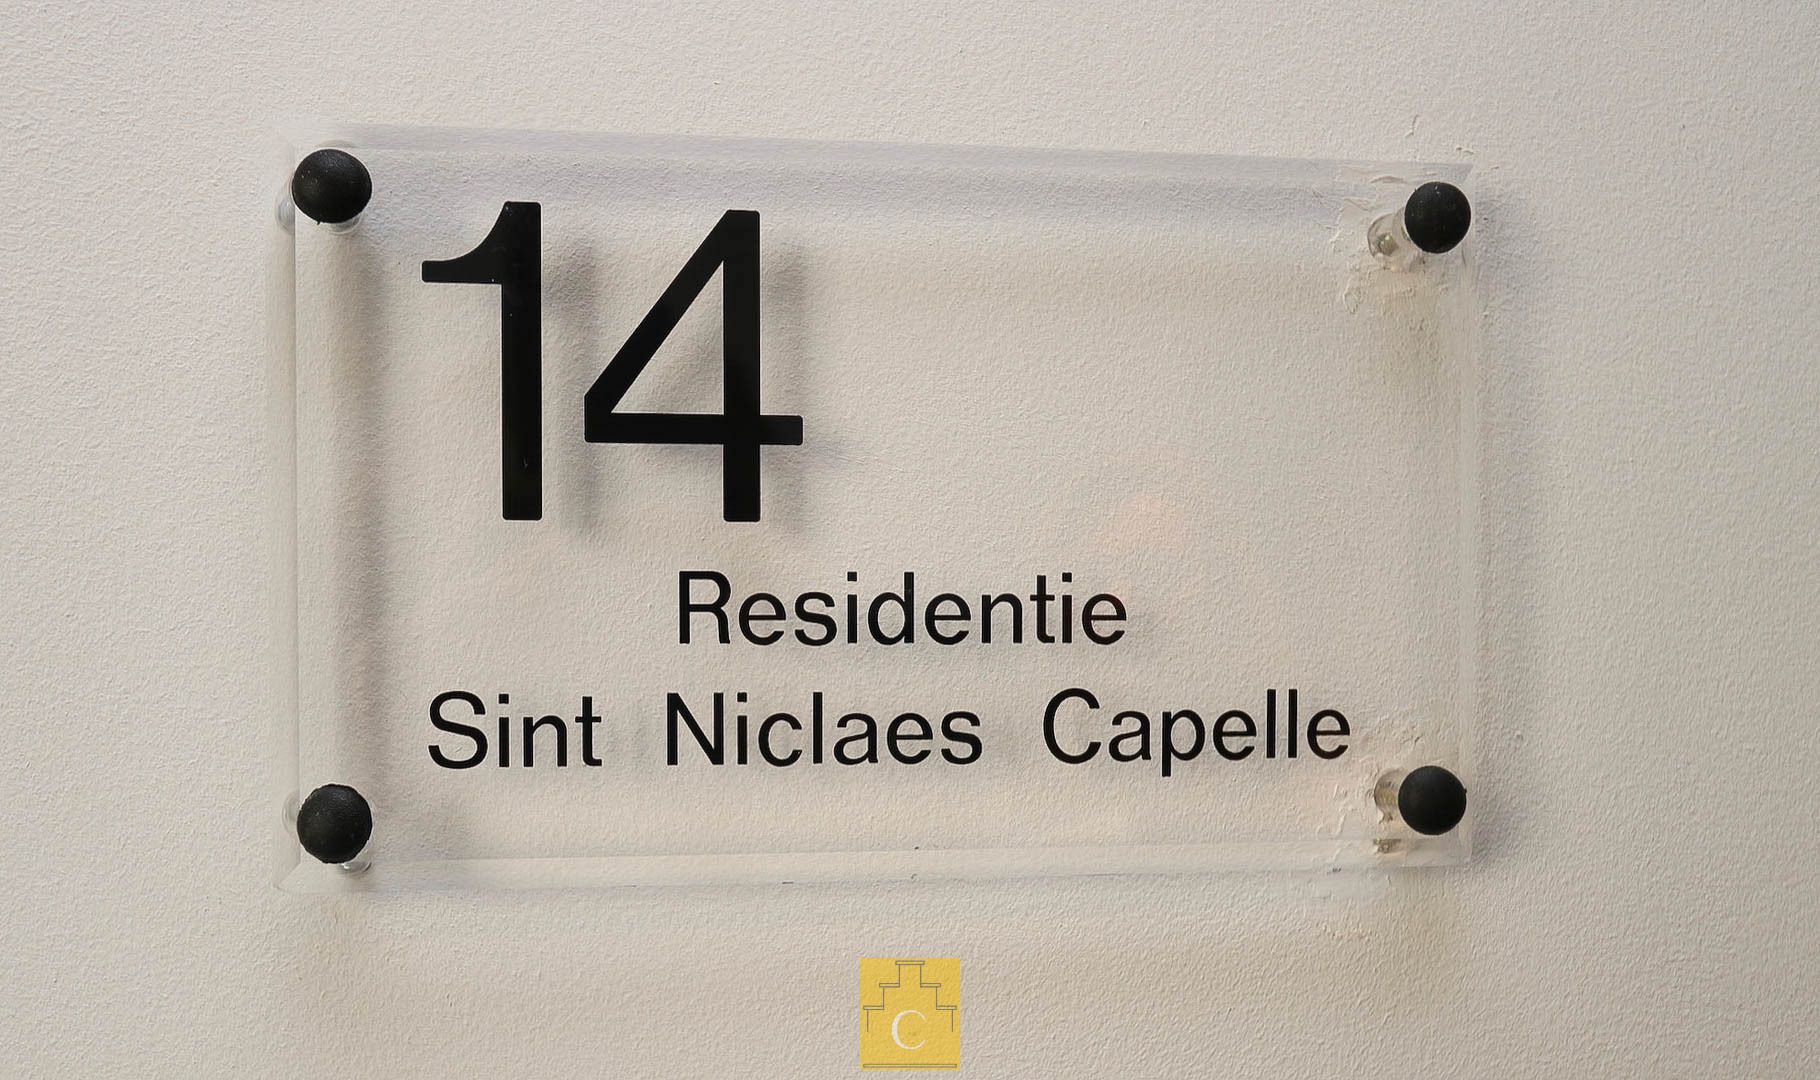 14
Residentie
Sint Niclaes Capelle
C